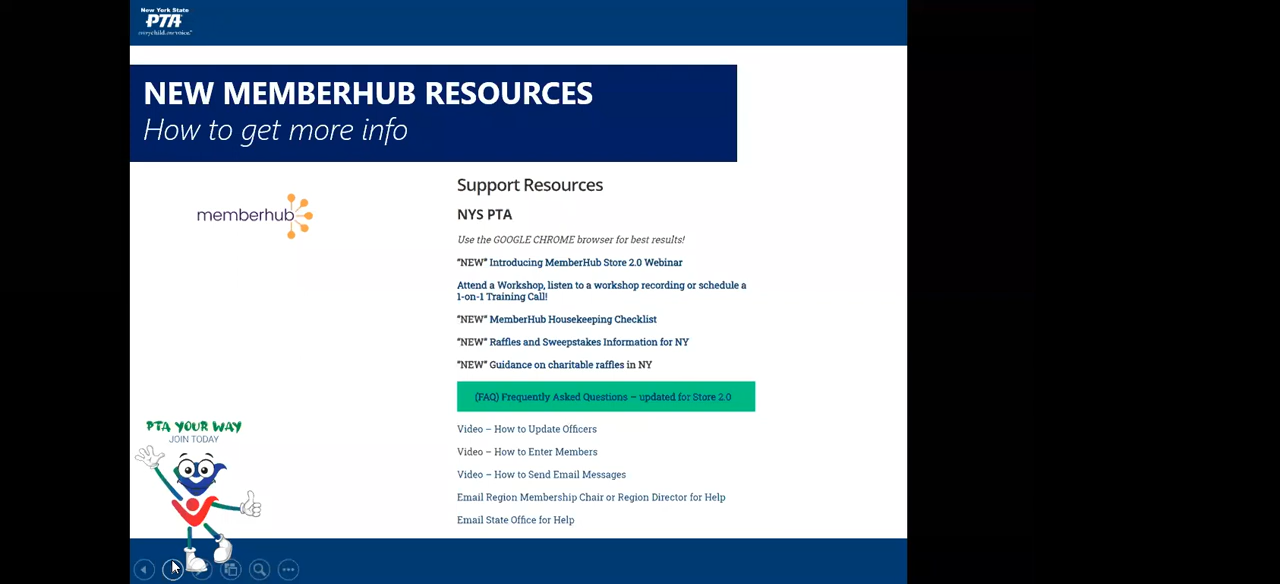 New York State
PTA
everychild.onevoice.
NEW MEMBERHUB RESOURCES
How to get more info
memberhub
Support Resources
NYS PTA
Use the GOOGLE CHROME browser for best results!
*NEW* Introducing MemberHub Store 2.0 Webinar
Attend a Workshop, listen to a workshop recording or schedule a
1-on-1 Training Call!
*NEW* MemberHub Housekeeping Checklist
*NEW* Raffles and Sweepstakes Information for NY
*NEW* Guidance on charitable raffles in NY
(FAQ) Frequently Asked Questions – updated for Store 2.0
Video – How to Update Officers
Video – How to Enter Members
Video – How to Send Email Messages
Email Region Membership Chair or Region Director for Help
Email State Office for Help
PTA YOUR WAY
JOIN TODAY